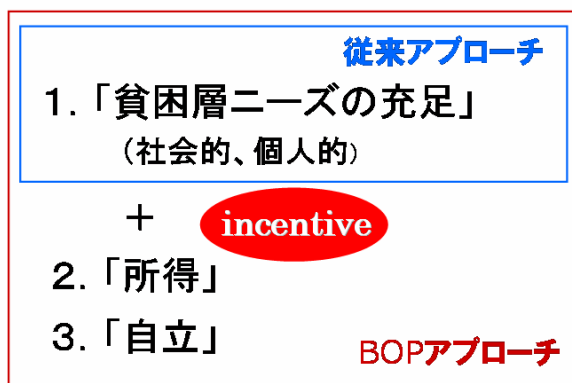 従来アプローチ
1.「貧困層ニーズの充足」
（社会的、個人的）
＋ incentive
2.「所得」
3.「自立」
BOPアプローチ